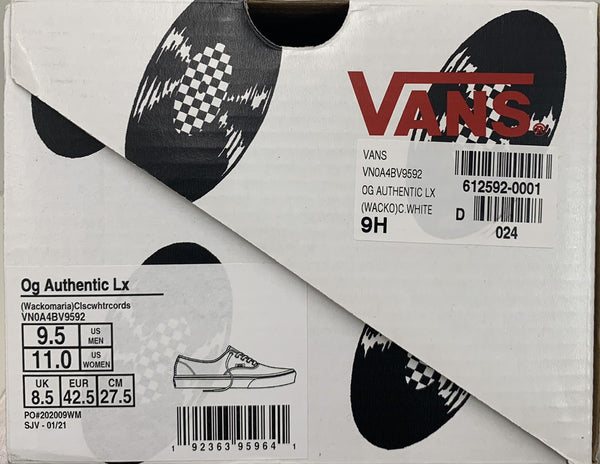 VANS®
VANS
VN0A4BV9592
OG AUTHENTIC LX
(WACKO)C.WHITE
9H
612592-0001
D
024
Og Authentic Lx
(Wackomaria)Clscwhtrcords
VN0A4BV9592
9.5 US MEN
11.0 US WOMEN
UK EUR CM
8.5 42.5 27.5
PO#202009WM
SJV - 01/21
1 92363 95964 1